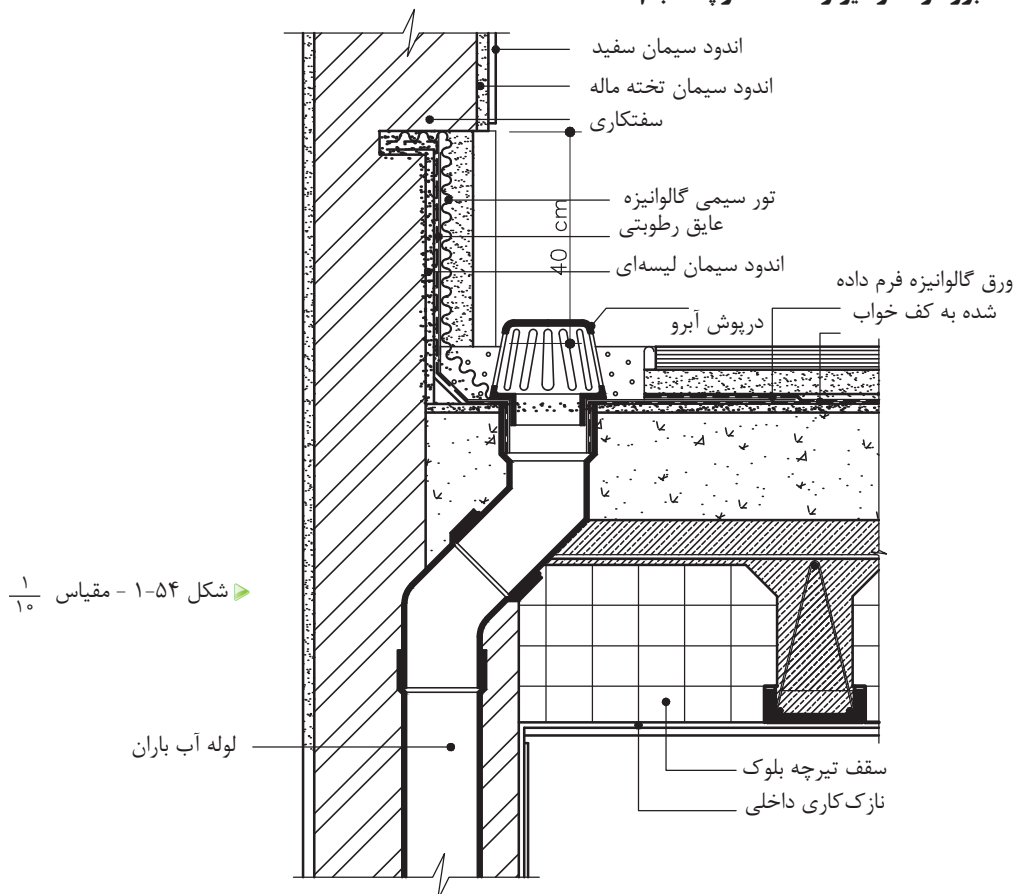 اندود سیمان سفید
اندود سیمان تخته ماله
سفتکاری
تور سیمی گالوانیزه
عایق رطوبتی
40 cm
اندود سیمان لیسه‌ای
ورق گالوانیزه فرم داده
شده به کف خواب
درپوش آبرو
شکل ۵۴-۱ - مقیاس ۱/۱۰
لوله آب باران
سقف تیرچه بلوک
نازک‌کاری داخلی